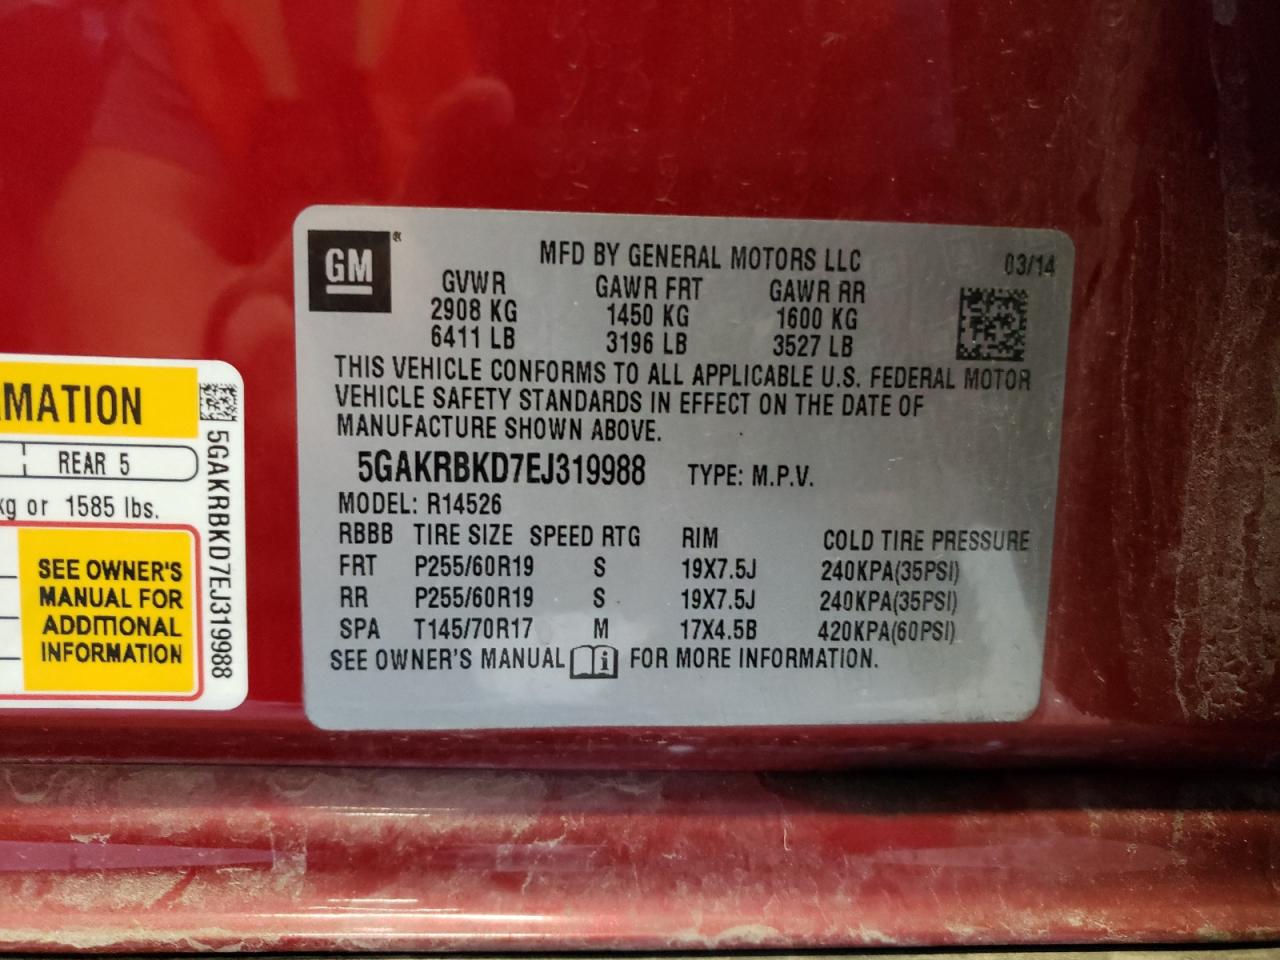 GM®
MFD BY GENERAL MOTORS LLC
03/14
GVWR GAWR FRT GAWR RR
2908 KG 1450 KG 1600 KG
6411 LB 3196 LB 3527 LB
THIS VEHICLE CONFORMS TO ALL APPLICABLE U.S. FEDERAL MOTOR
VEHICLE SAFETY STANDARDS IN EFFECT ON THE DATE OF
MANUFACTURE SHOWN ABOVE.
5GAKRBKD7EJ319988 TYPE: M.P.V.
MODEL: R14526
RBBB TIRE SIZE SPEED RTG RIM COLD TIRE PRESSURE
FRT P255/60R19 S 19X7.5J 240KPA(35PSI)
RR P255/60R19 S 19X7.5J 240KPA(35PSI)
SPA T145/70R17 M 17X4.5B 420KPA(60PSI)
SEE OWNER'S MANUAL FOR MORE INFORMATION.
MATION
REAR 5
kg or 1585 lbs.
SEE OWNER'S
MANUAL FOR
ADDITIONAL
INFORMATION
5GAKRBKD7EJ319988